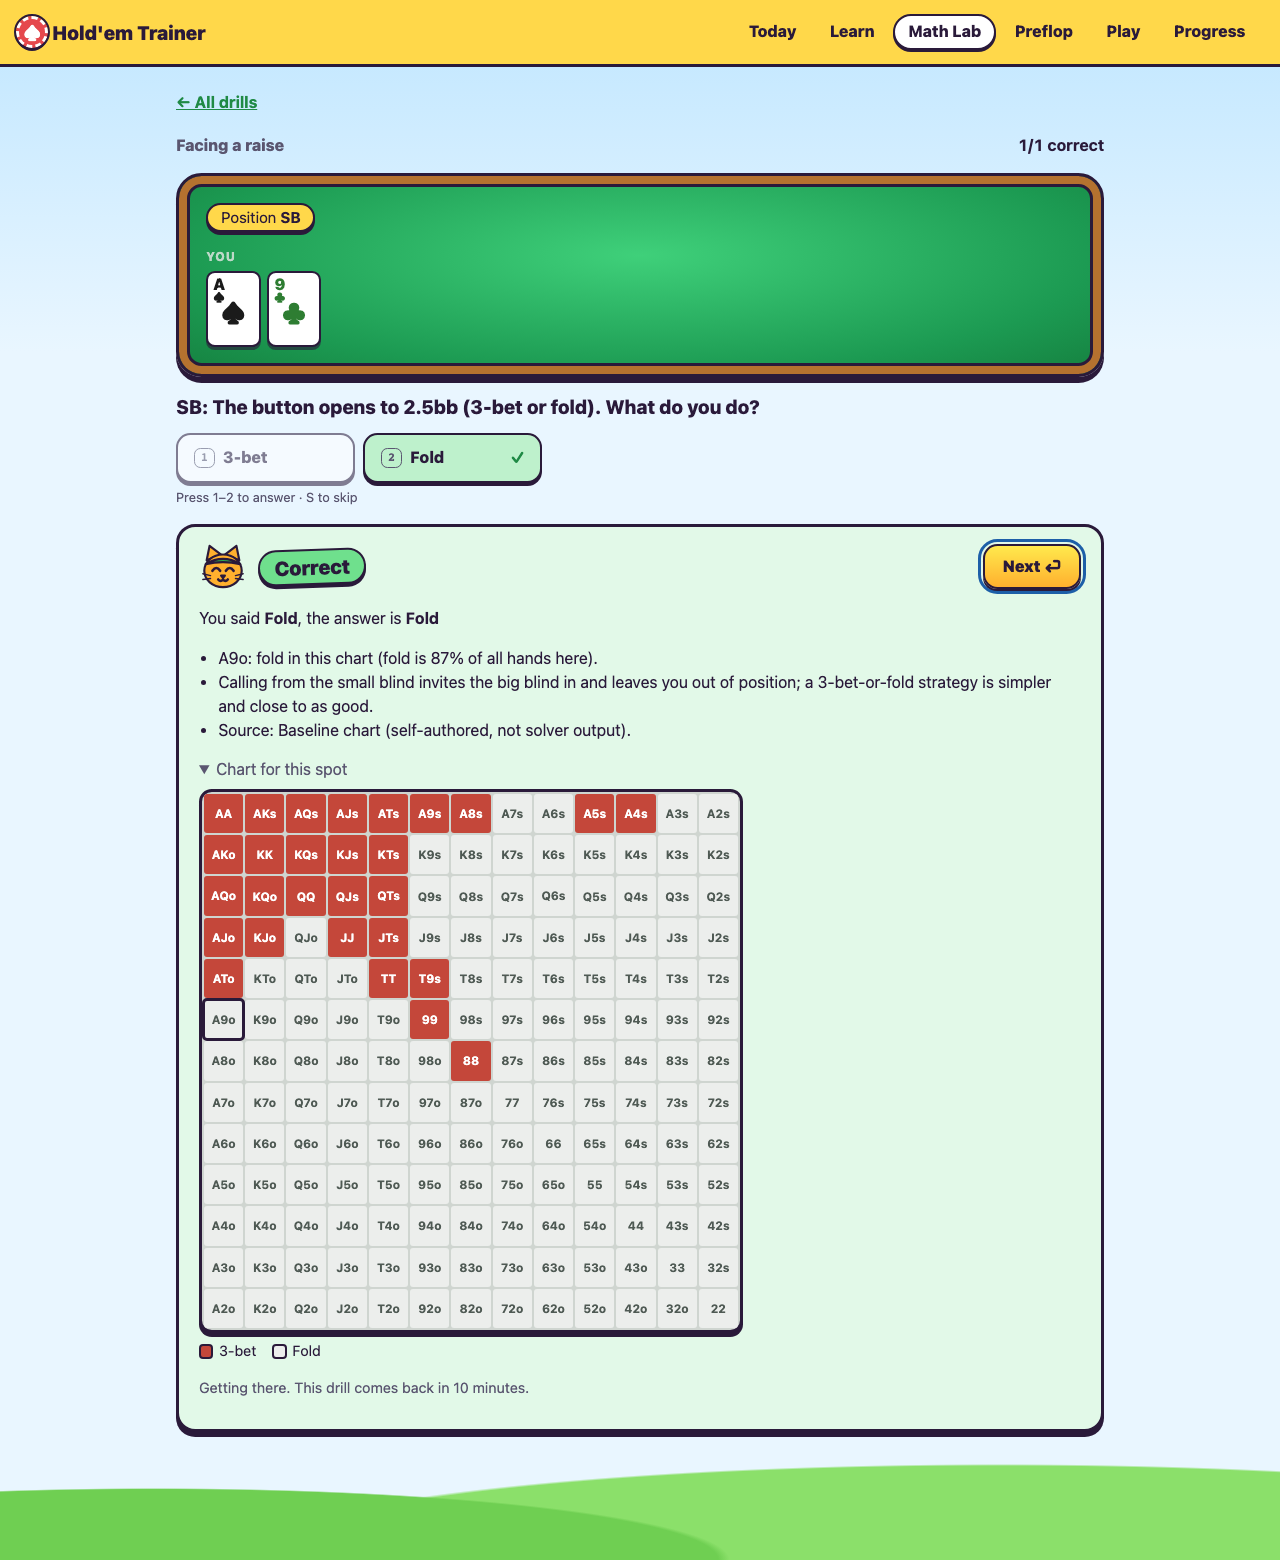 Hold'em Trainer
Today Learn Math Lab Preflop Play Progress
← All drills
Facing a raise 1/1 correct
Position SB
YOU
A 9
SB: The button opens to 2.5bb (3-bet or fold). What do you do?
1 3-bet 2 Fold ✓
Press 1–2 to answer · S to skip
Correct Next ↵
You said Fold, the answer is Fold
• A9o: fold in this chart (fold is 87% of all hands here).
• Calling from the small blind invites the big blind in and leaves you out of position; a 3-bet-or-fold strategy is simpler
and close to as good.
• Source: Baseline chart (self-authored, not solver output).
▼ Chart for this spot
AA AKs AQs AJs ATs A9s A8s A7s A6s A5s A4s A3s A2s
AKo KK KQs KJs KTs K9s K8s K7s K6s K5s K4s K3s K2s
AQo KQo QQ QJs QTs Q9s Q8s Q7s Q6s Q5s Q4s Q3s Q2s
AJo KJo QJo JJ JTs J9s J8s J7s J6s J5s J4s J3s J2s
ATo KTo QTo JTo TT T9s T8s T7s T6s T5s T4s T3s T2s
A9o K9o Q9o J9o T9o 99 98s 97s 96s 95s 94s 93s 92s
A8o K8o Q8o J8o T8o 98o 88 87s 86s 85s 84s 83s 82s
A7o K7o Q7o J7o T7o 97o 87o 77 76s 75s 74s 73s 72s
A6o K6o Q6o J6o T6o 96o 86o 76o 66 65s 64s 63s 62s
A5o K5o Q5o J5o T5o 95o 85o 75o 65o 55 54s 53s 52s
A4o K4o Q4o J4o T4o 94o 84o 74o 64o 54o 44 43s 42s
A3o K3o Q3o J3o T3o 93o 83o 73o 63o 53o 43o 33 32s
A2o K2o Q2o J2o T2o 92o 82o 72o 62o 52o 42o 32o 22
3-bet Fold
Getting there. This drill comes back in 10 minutes.